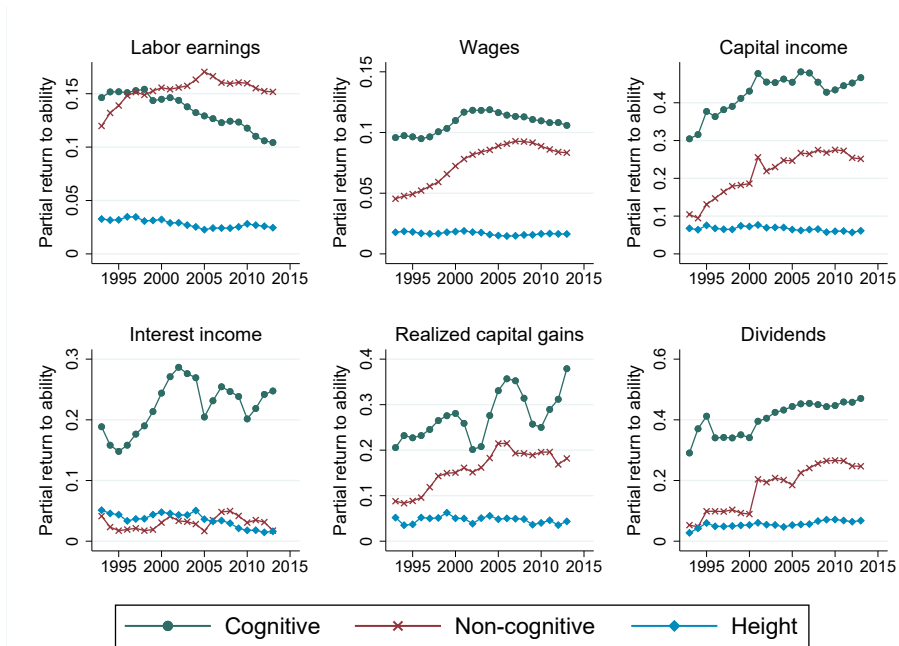 Labor earnings
Partial return to ability
0.15
0.1
0.05
0
1995 2000 2005 2010 2015
Wages
Partial return to ability
0.15
0.1
0.05
0
1995 2000 2005 2010 2015
Capital income
Partial return to ability
0.4
0.3
0.2
0.1
0
1995 2000 2005 2010 2015
Interest income
Partial return to ability
0.3
0.2
0.1
0
1995 2000 2005 2010 2015
Realized capital gains
Partial return to ability
0.4
0.3
0.2
0.1
0
1995 2000 2005 2010 2015
Dividends
Partial return to ability
0.6
0.4
0.2
0
1995 2000 2005 2010 2015
Cognitive Non-cognitive Height